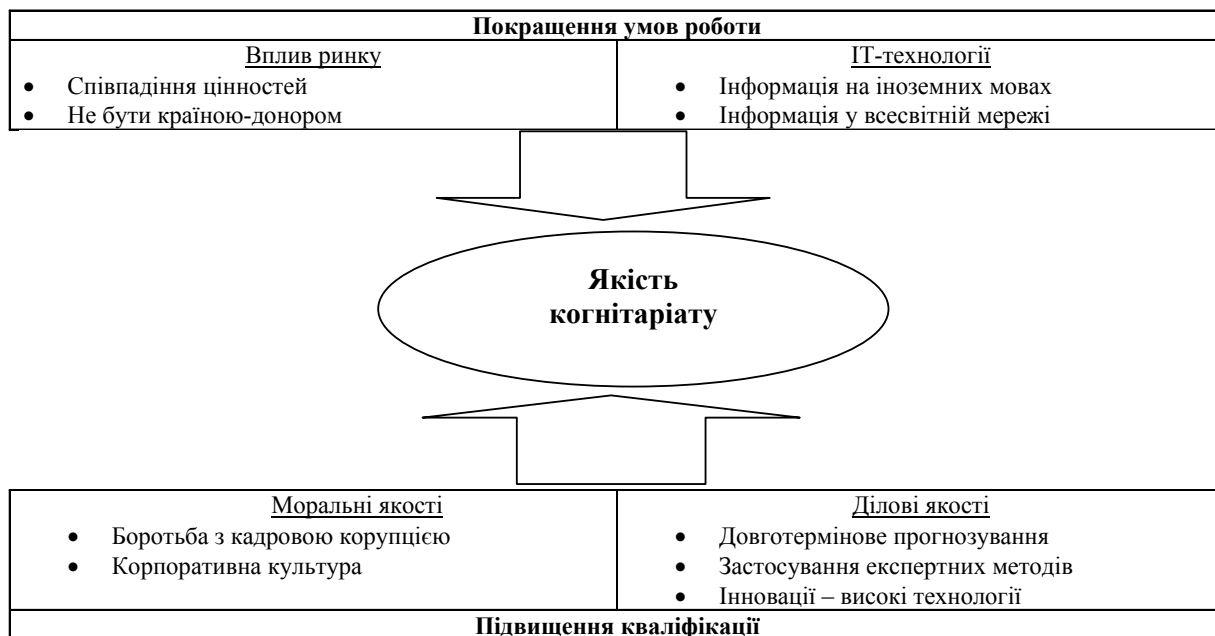 Покращення умов роботи
Вплив ринку
• Співпадіння цінностей
• Не бути країною-донором
ІТ-технології
• Інформація на іноземних мовах
• Інформація у всесвітній мережі
Якість
когнітаріату
Моральні якості
• Боротьба з кадровою корупцією
• Корпоративна культура
Ділові якості
• Довготермінове прогнозування
• Застосування експертних методів
• Інновації – високі технології
Підвищення кваліфікації